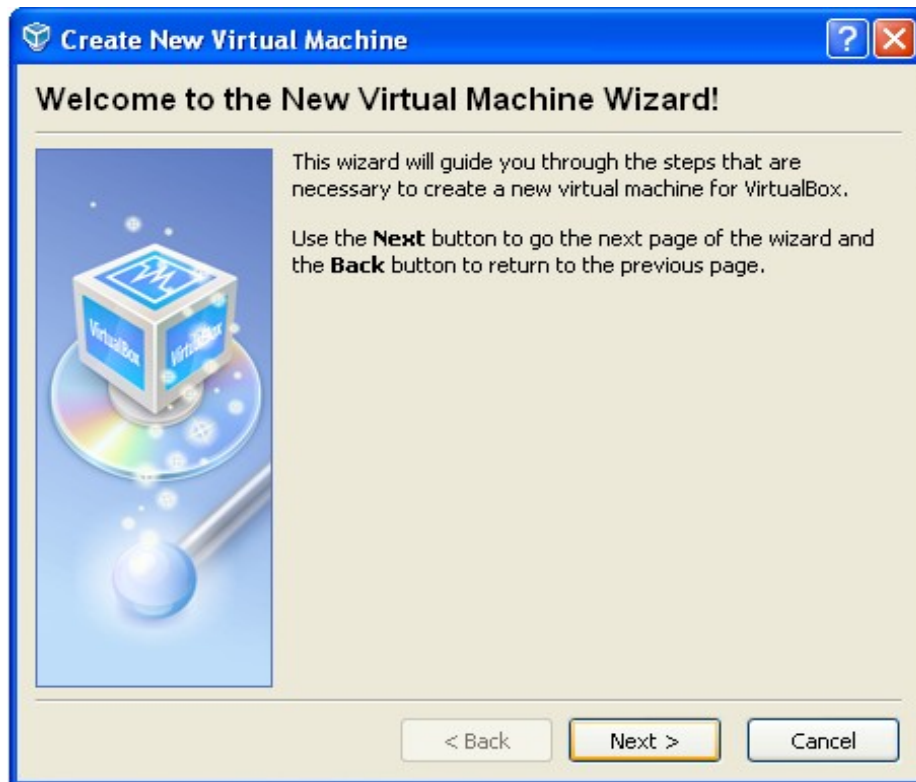 Create New Virtual Machine
Welcome to the New Virtual Machine Wizard!
This wizard will guide you through the steps that are
necessary to create a new virtual machine for VirtualBox.
Use the Next button to go the next page of the wizard and
the Back button to return to the previous page.
VirtualBox
VirtualBox
< Back
Next >
Cancel